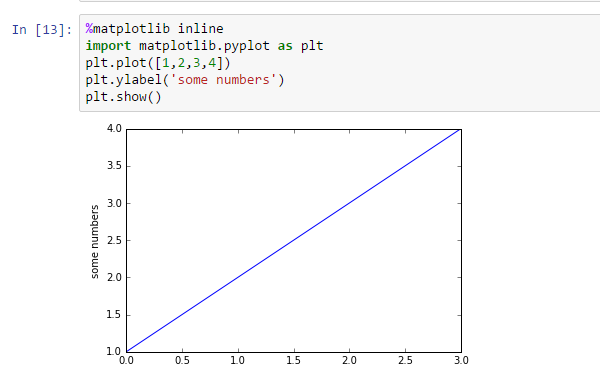 In [13]: %matplotlib inline
import matplotlib.pyplot as plt
plt.plot([1,2,3,4])
plt.ylabel('some numbers')
plt.show()
4.0
3.5
3.0
2.5
2.0
1.5
1.0
some numbers
0.0 0.5 1.0 1.5 2.0 2.5 3.0